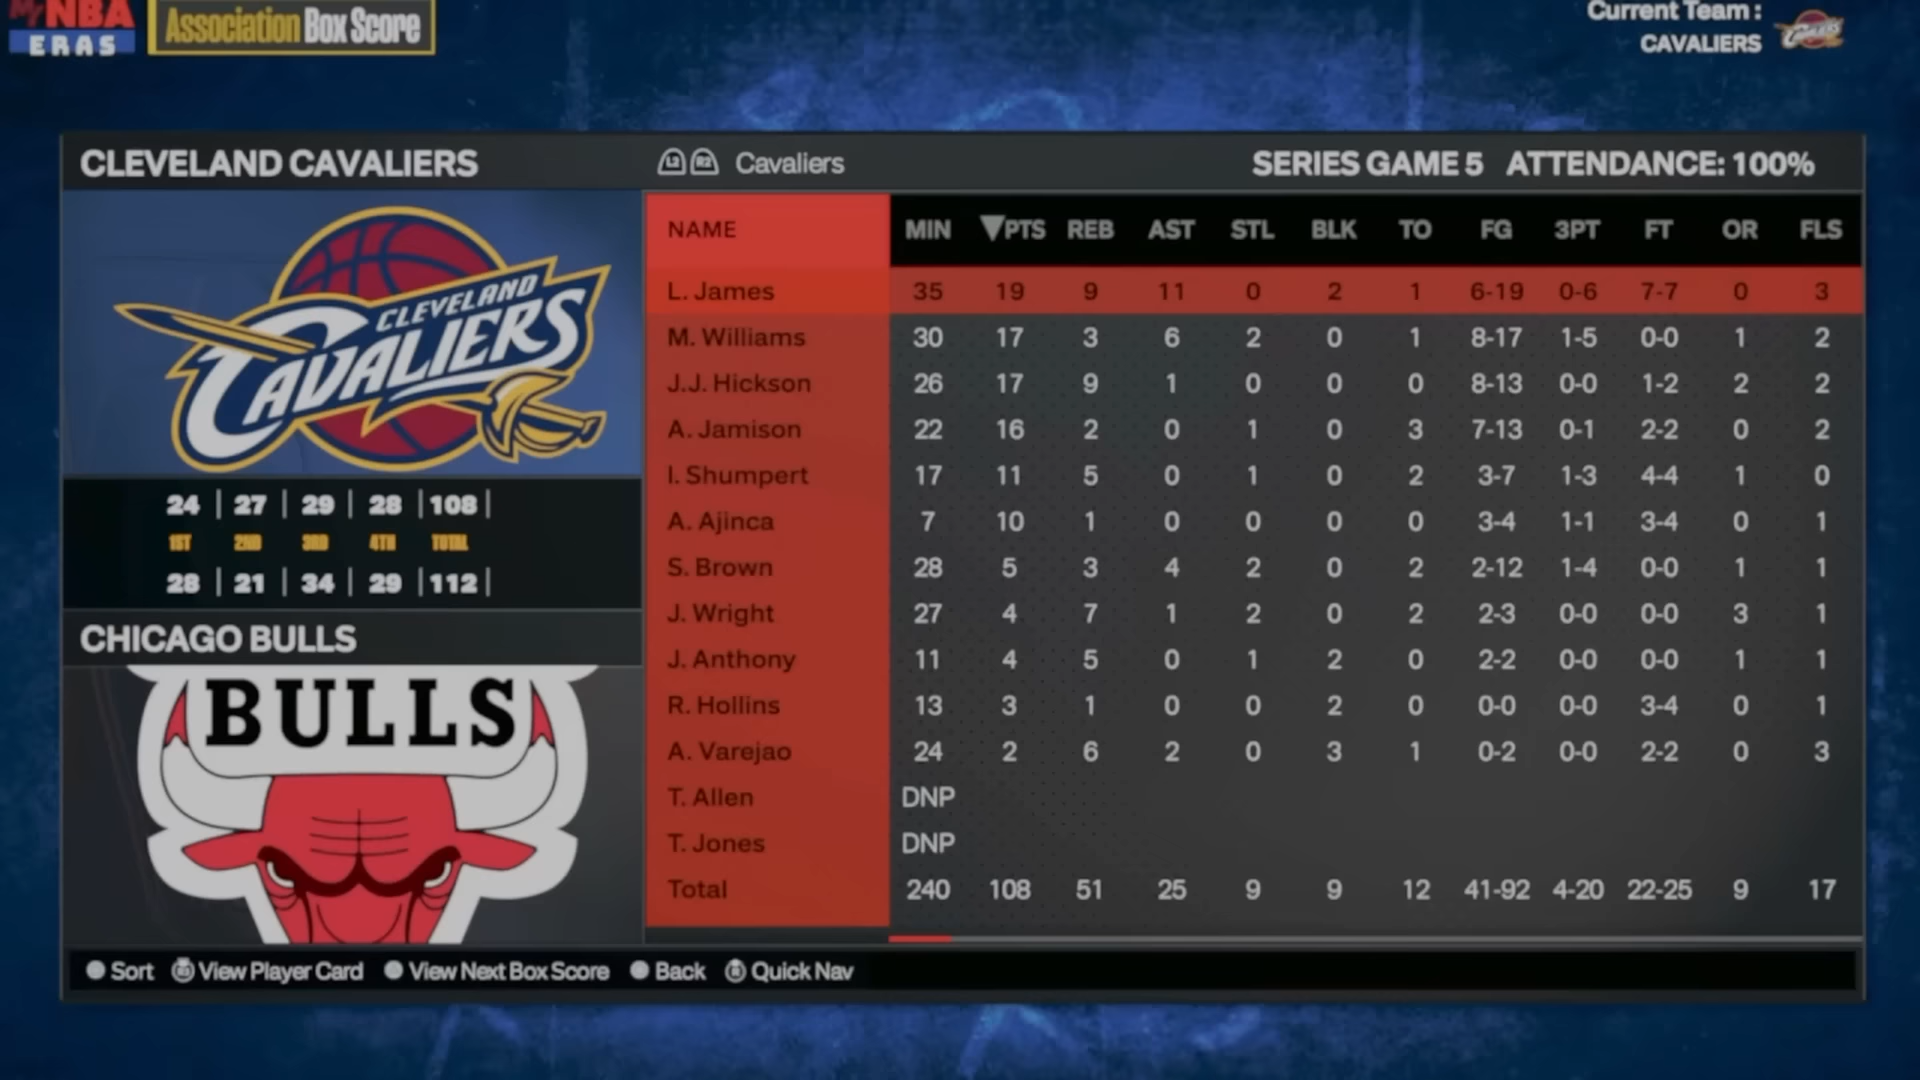 MyNBA
ERAS
Association Box Score
Current Team :
CAVALIERS
CLEVELAND CAVALIERS
L2 R2 Cavaliers
SERIES GAME 5 ATTENDANCE: 100%
CLEVELAND
CAVALIERS
24 | 27 | 29 | 28 | 108 |
1ST 2ND 3RD 4TH TOTAL
28 | 21 | 34 | 29 | 112 |
CHICAGO BULLS
BULLS
NAME MIN ▼PTS REB AST STL BLK TO FG 3PT FT OR FLS
L. James 35 19 9 11 0 2 1 6-19 0-6 7-7 0 3
M. Williams 30 17 3 6 2 0 1 8-17 1-5 0-0 1 2
J.J. Hickson 26 17 9 1 0 0 0 8-13 0-0 1-2 2 2
A. Jamison 22 16 2 0 1 0 3 7-13 0-1 2-2 0 2
I. Shumpert 17 11 5 0 1 0 2 3-7 1-3 4-4 1 0
A. Ajinca 7 10 1 0 0 0 0 3-4 1-1 3-4 0 1
S. Brown 28 5 3 4 2 0 2 2-12 1-4 0-0 1 1
J. Wright 27 4 7 1 2 0 2 2-3 0-0 0-0 3 1
J. Anthony 11 4 5 0 1 2 0 2-2 0-0 0-0 1 1
R. Hollins 13 3 1 0 0 2 0 0-0 0-0 3-4 0 1
A. Varejao 24 2 6 2 0 3 1 0-2 0-0 2-2 0 3
T. Allen DNP
T. Jones DNP
Total 240 108 51 25 9 9 12 41-92 4-20 22-25 9 17
Sort View Player Card View Next Box Score Back Quick Nav